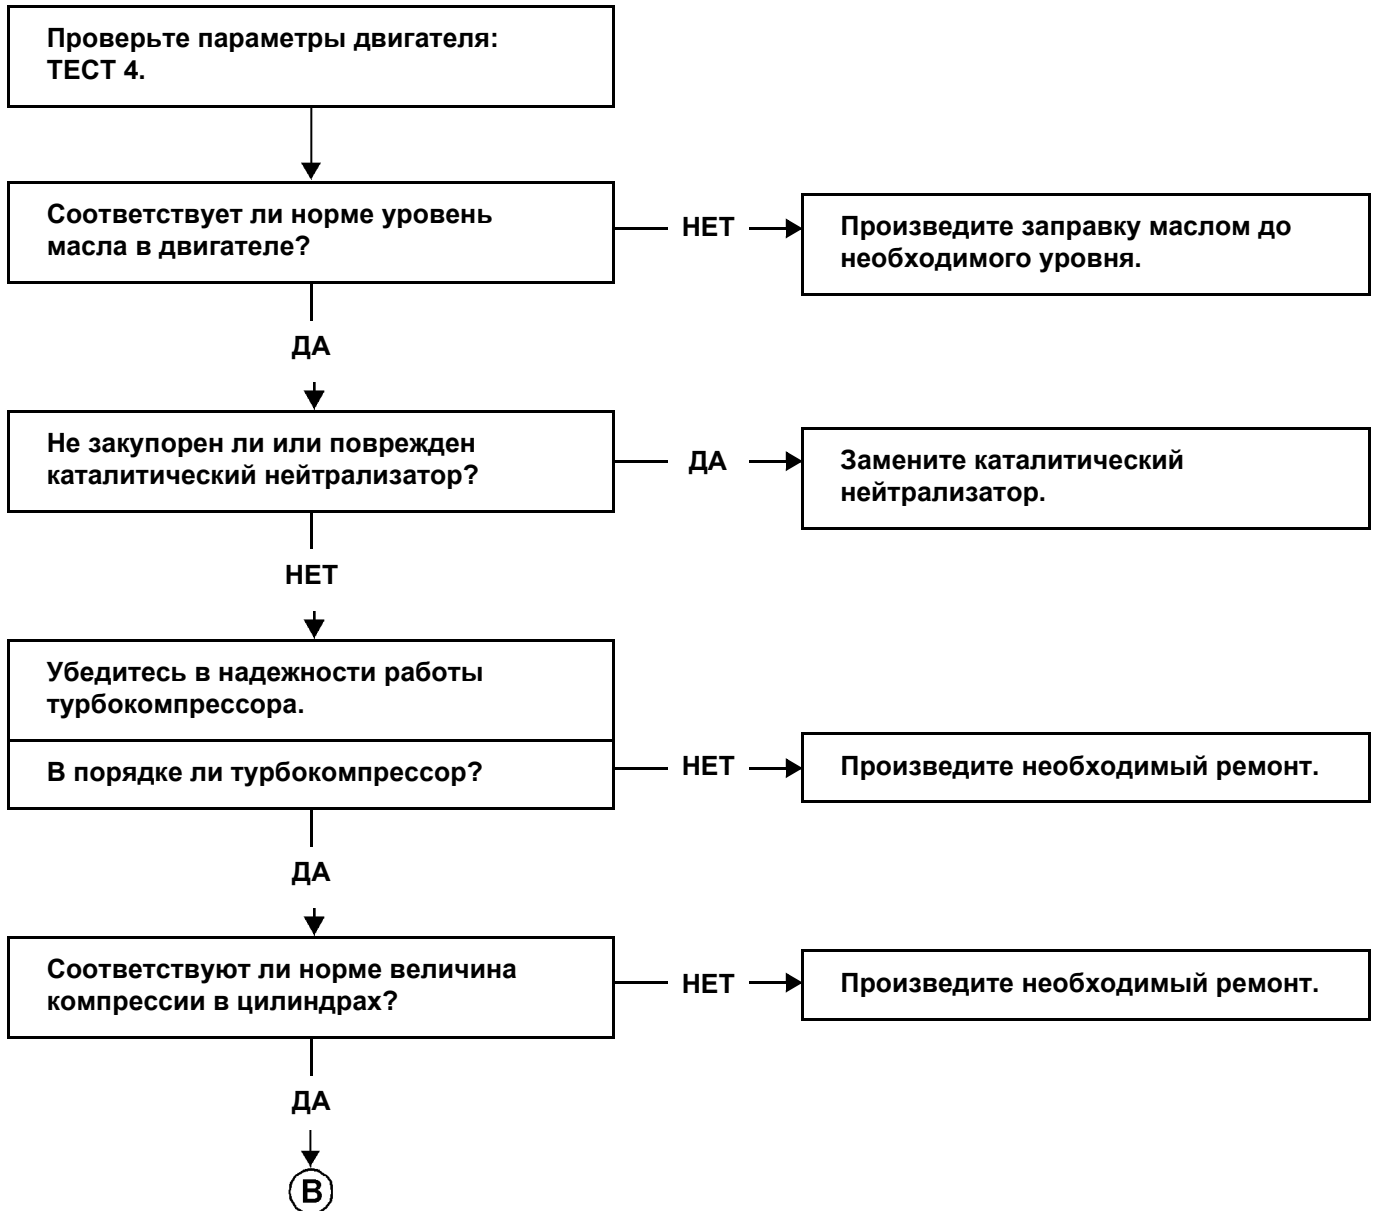 Проверьте параметры двигателя:
ТЕСТ 4.
Соответствует ли норме уровень
масла в двигателе?
НЕТ
Произведите заправку маслом до
необходимого уровня.
ДА
Не закупорен ли или поврежден
каталитический нейтрализатор?
ДА
Замените каталитический
нейтрализатор.
НЕТ
Убедитесь в надежности работы
турбокомпрессора.
В порядке ли турбокомпрессор?
НЕТ
Произведите необходимый ремонт.
ДА
Соответствуют ли норме величина
компрессии в цилиндрах?
НЕТ
Произведите необходимый ремонт.
ДА
В